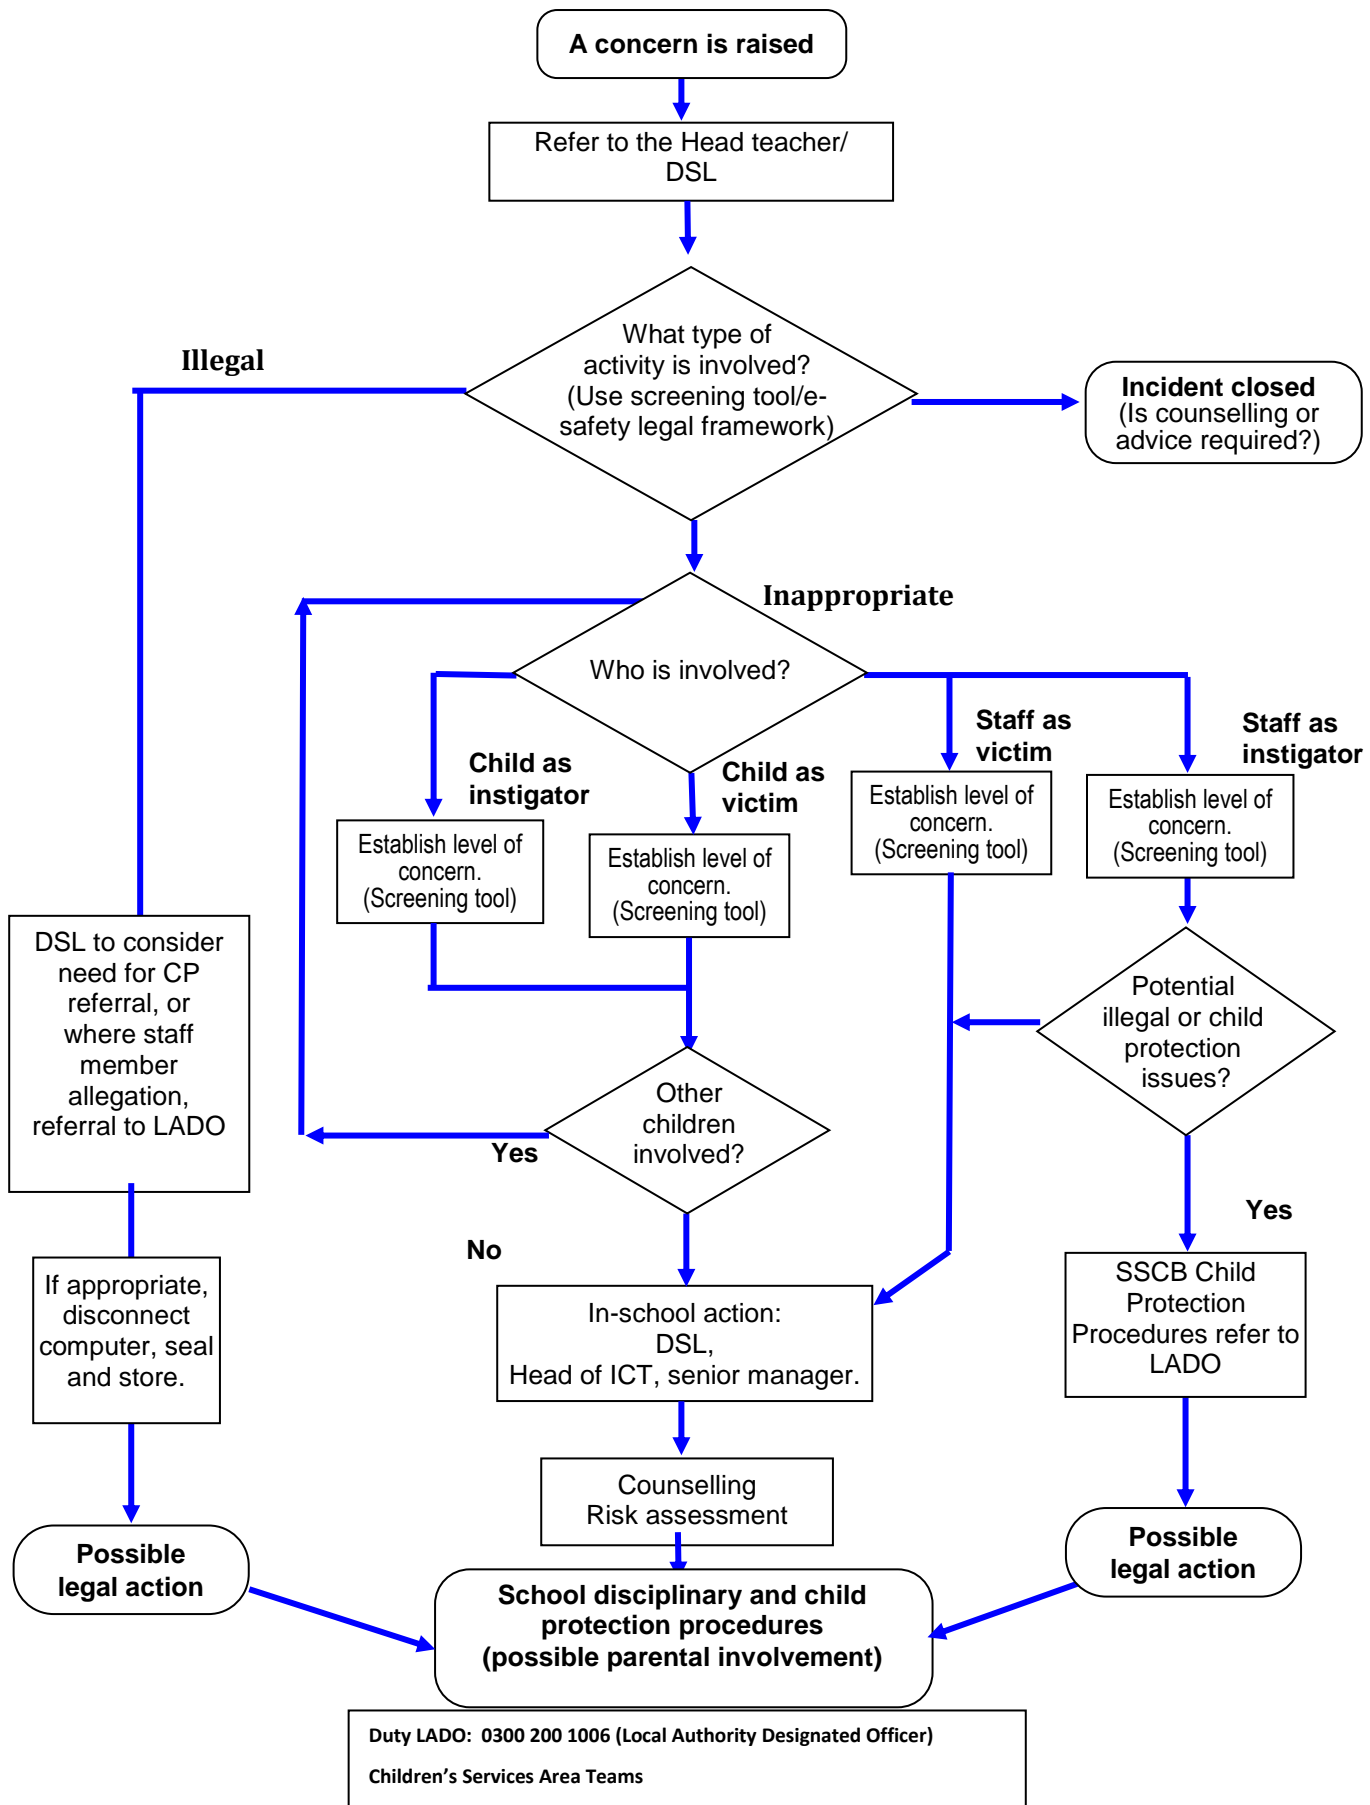 A concern is raised
Refer to the Head teacher/
DSL
What type of
activity is involved?
(Use screening tool/e-
safety legal framework)
Illegal
Incident closed
(Is counselling or
advice required?)
Inappropriate
Who is involved?
Child as
instigator
Child as
victim
Staff as
victim
Staff as
instigator
Establish level of
concern.
(Screening tool)
Establish level of
concern.
(Screening tool)
Establish level of
concern.
(Screening tool)
Establish level of
concern.
(Screening tool)
DSL to consider
need for CP
referral, or
where staff
member
allegation,
referral to LADO
Potential
illegal or child
protection
issues?
Other
children
involved?
Yes
No
Yes
If appropriate,
disconnect
computer, seal
and store.
In-school action:
DSL,
Head of ICT, senior manager.
SSCB Child
Protection
Procedures refer to
LADO
Counselling
Risk assessment
Possible
legal action
Possible
legal action
School disciplinary and child
protection procedures
(possible parental involvement)
Duty LADO: 0300 200 1006 (Local Authority Designated Officer)
Children’s Services Area Teams